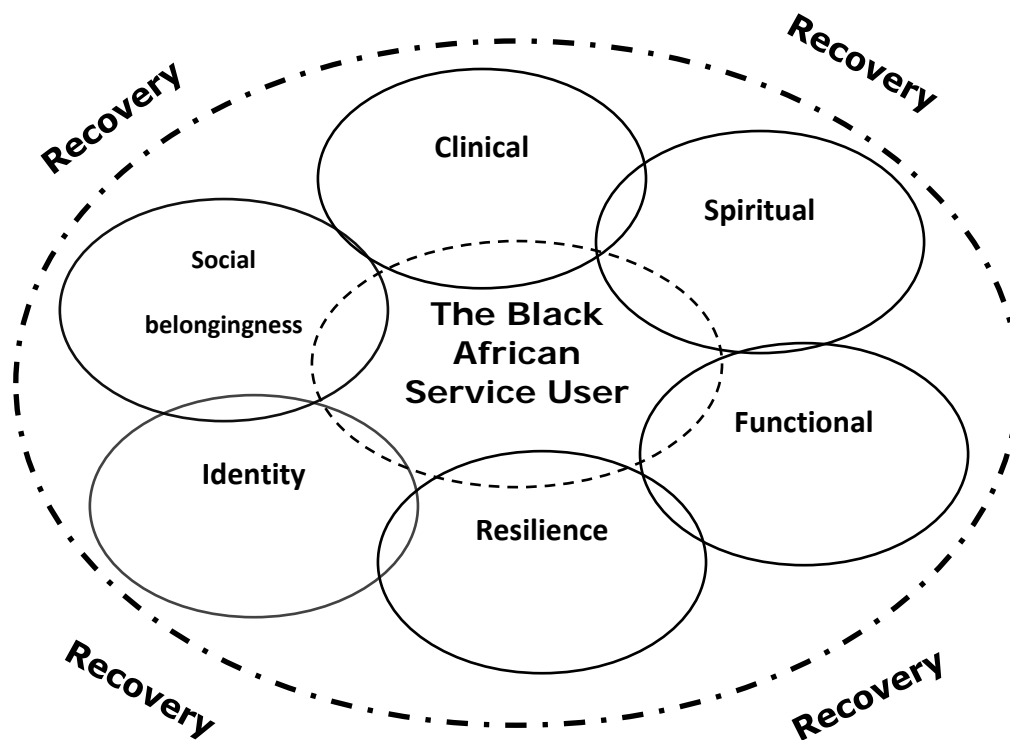 Recovery
Recovery
Clinical
Spiritual
Social
belongingness
The Black
African
Service User
Functional
Identity
Resilience
Recovery
Recovery